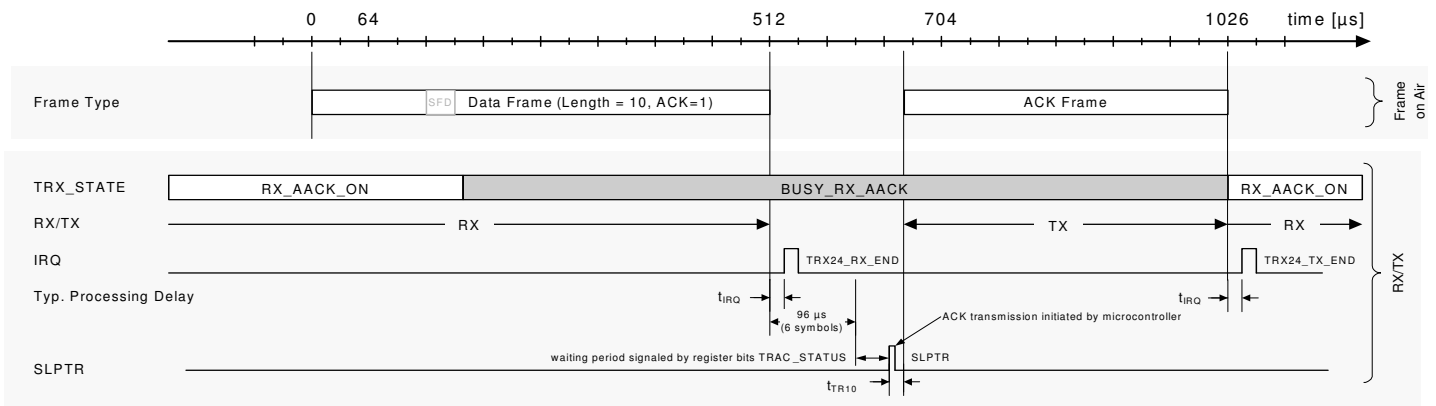 0 64 512 704 1026 time [µs]
Frame Type
SFD Data Frame (Length = 10, ACK=1)
ACK Frame
Frame
on Air
TRX_STATE
RX_AACK_ON
BUSY_RX_AACK
RX_AACK_ON
RX/TX
RX
TX
RX
IRQ
TRX24_RX_END
TRX24_TX_END
RX/TX
Typ. Processing Delay
tIRQ
tIRQ
96 µs
(6 symbols)
ACK transmission initiated by microcontroller
waiting period signaled by register bits TRAC_STATUS
SLPTR
SLPTR
tTR10